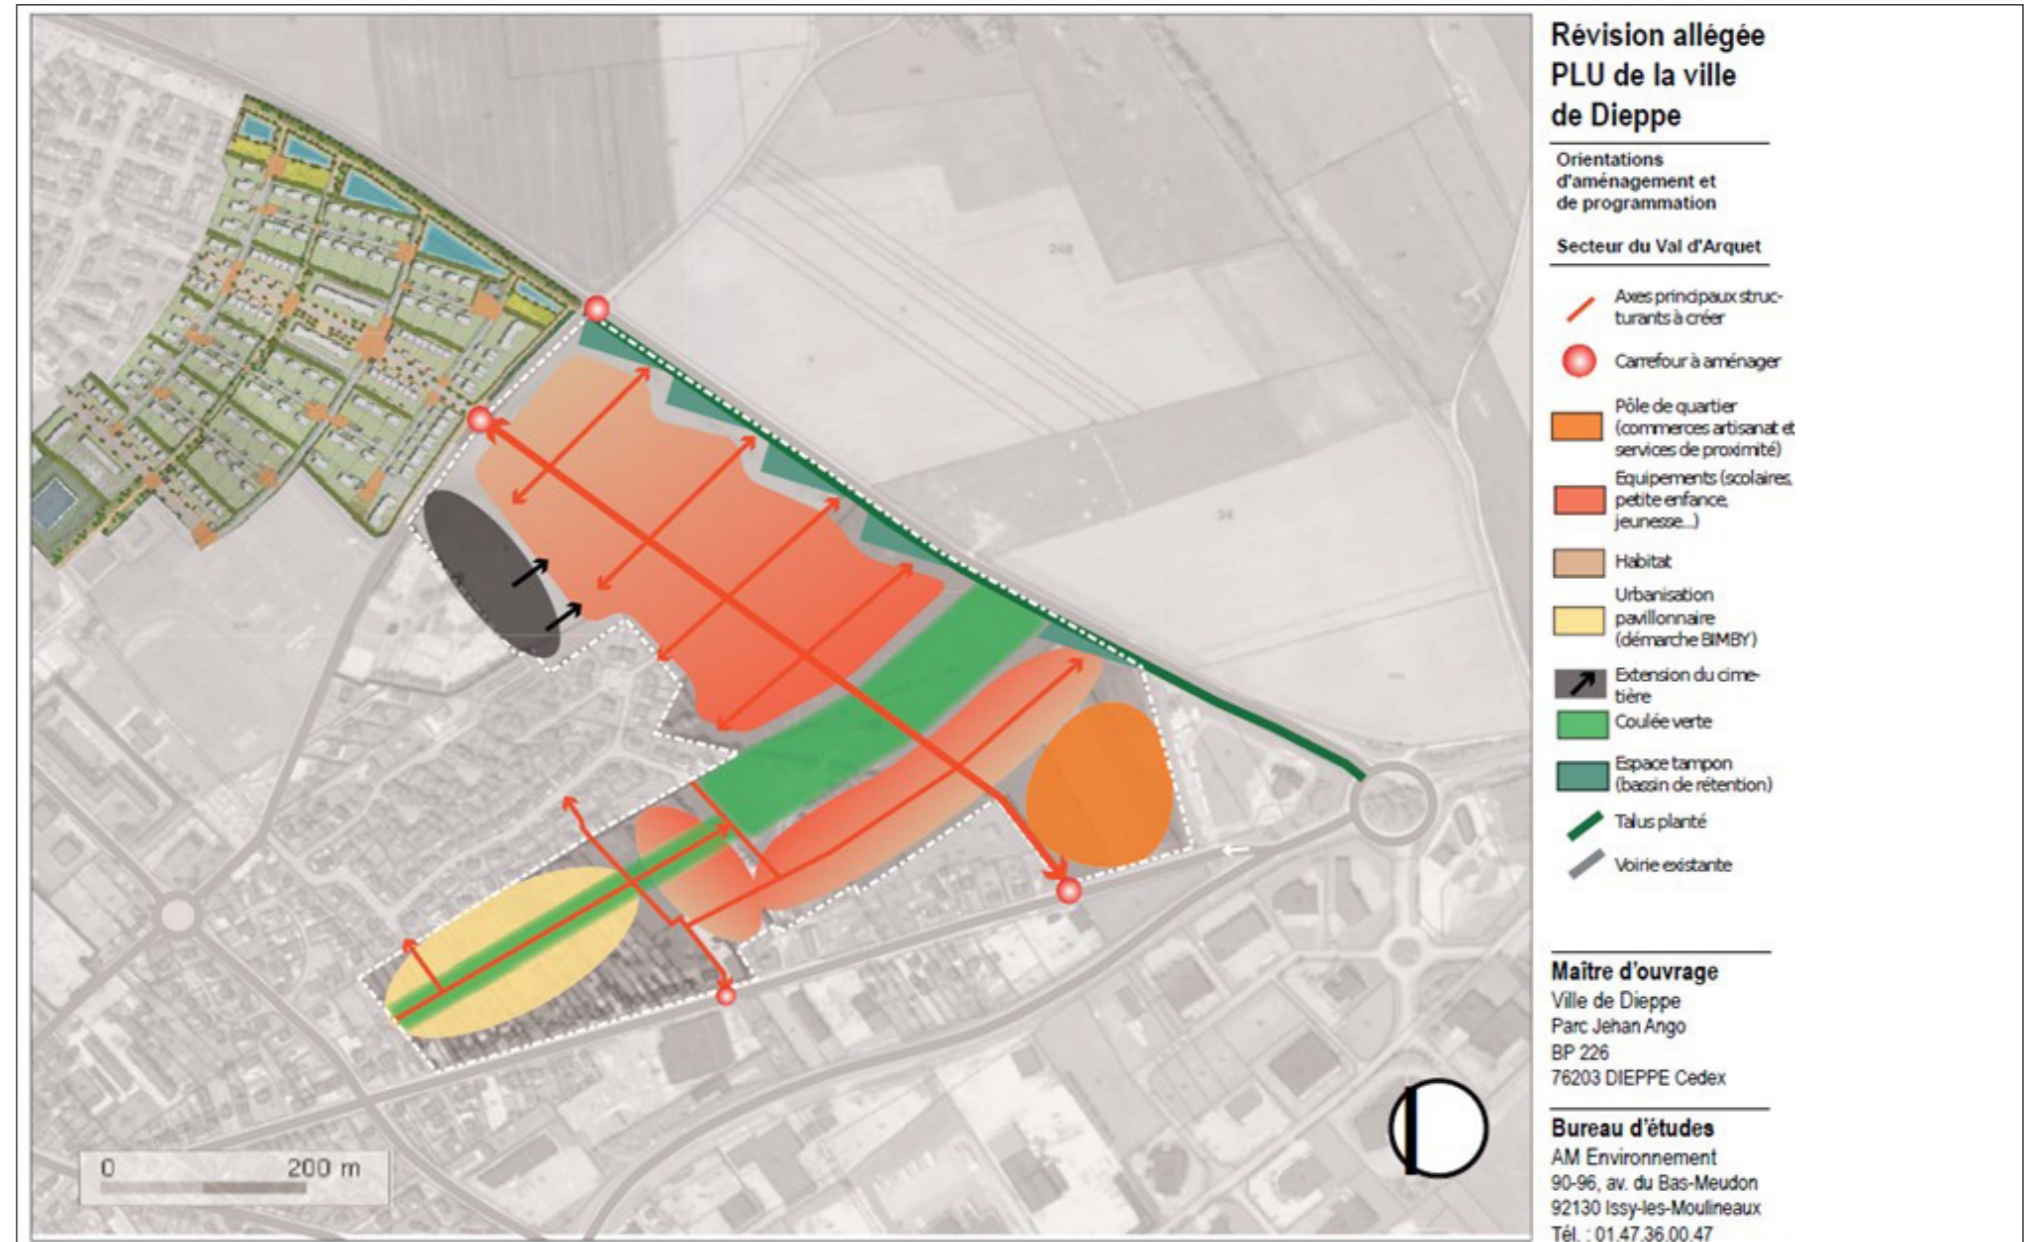 Révision allégée
PLU de la ville
de Dieppe
Orientations
d'aménagement et
de programmation
Secteur du Val d'Arquet
Axes principaux struc-
turants à créer
Carrefour à aménager
Pôle de quartier
(commerces artisanat et
services de proximité)
Equipements (scolaires,
petite enfance,
jeunesse...)
Habitat
Urbanisation
pavillonnaire
(démarche BIMBY)
Extension du cime-
tière
Coulée verte
Espace tampon
(bassin de rétention)
Talus planté
Voirie existante
Maître d'ouvrage
Ville de Dieppe
Parc Jehan Ango
BP 226
76203 DIEPPE Cedex
Bureau d'études
AM Environnement
90-96, av. du Bas-Meudon
92130 Issy-les-Moulineaux
Tél. : 01.47.36.00.47
0 200 m